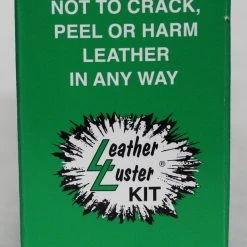 NOT TO CRACK,
PEEL OR HARM
LEATHER
IN ANY WAY
Leather
Luster®
KIT